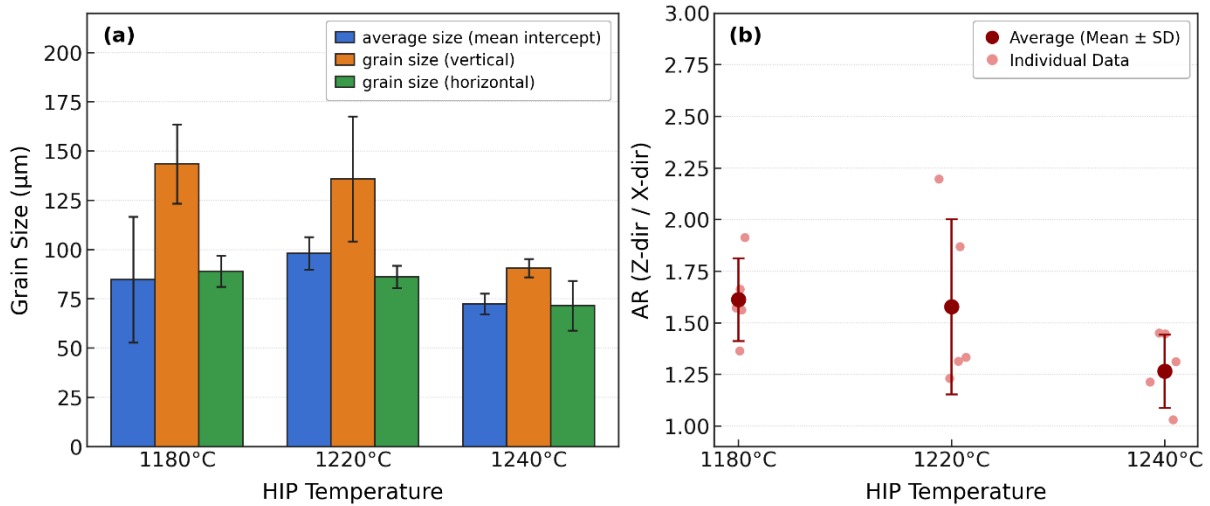 (a)
average size (mean intercept)
grain size (vertical)
grain size (horizontal)
Grain Size (μm)
200
175
150
125
100
75
50
25
0
1180°C
1220°C
1240°C
HIP Temperature
(b)
Average (Mean ± SD)
Individual Data
AR (Z-dir / X-dir)
3.00
2.75
2.50
2.25
2.00
1.75
1.50
1.25
1.00
1180°C
1220°C
1240°C
HIP Temperature